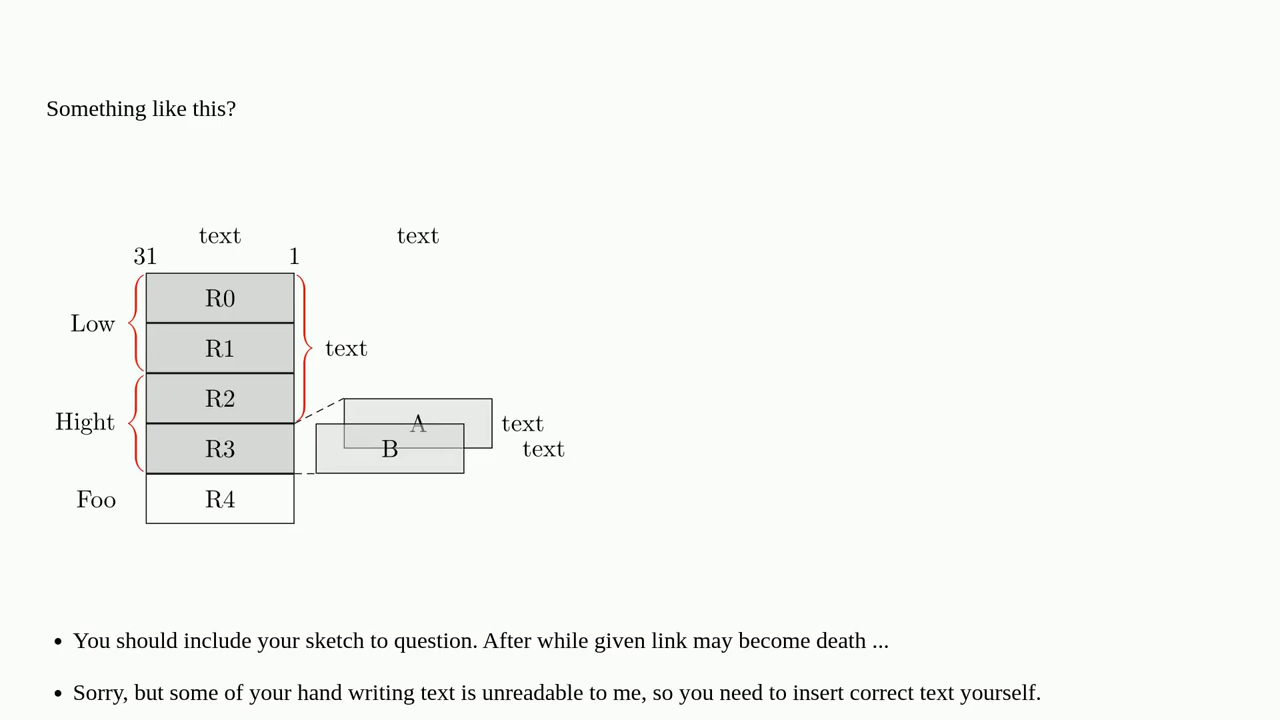 Something like this?
text text
31 1
R0
Low
R1 text
R2
Hight A text
R3 B text
Foo R4
• You should include your sketch to question. After while given link may become death ...
• Sorry, but some of your hand writing text is unreadable to me, so you need to insert correct text yourself.